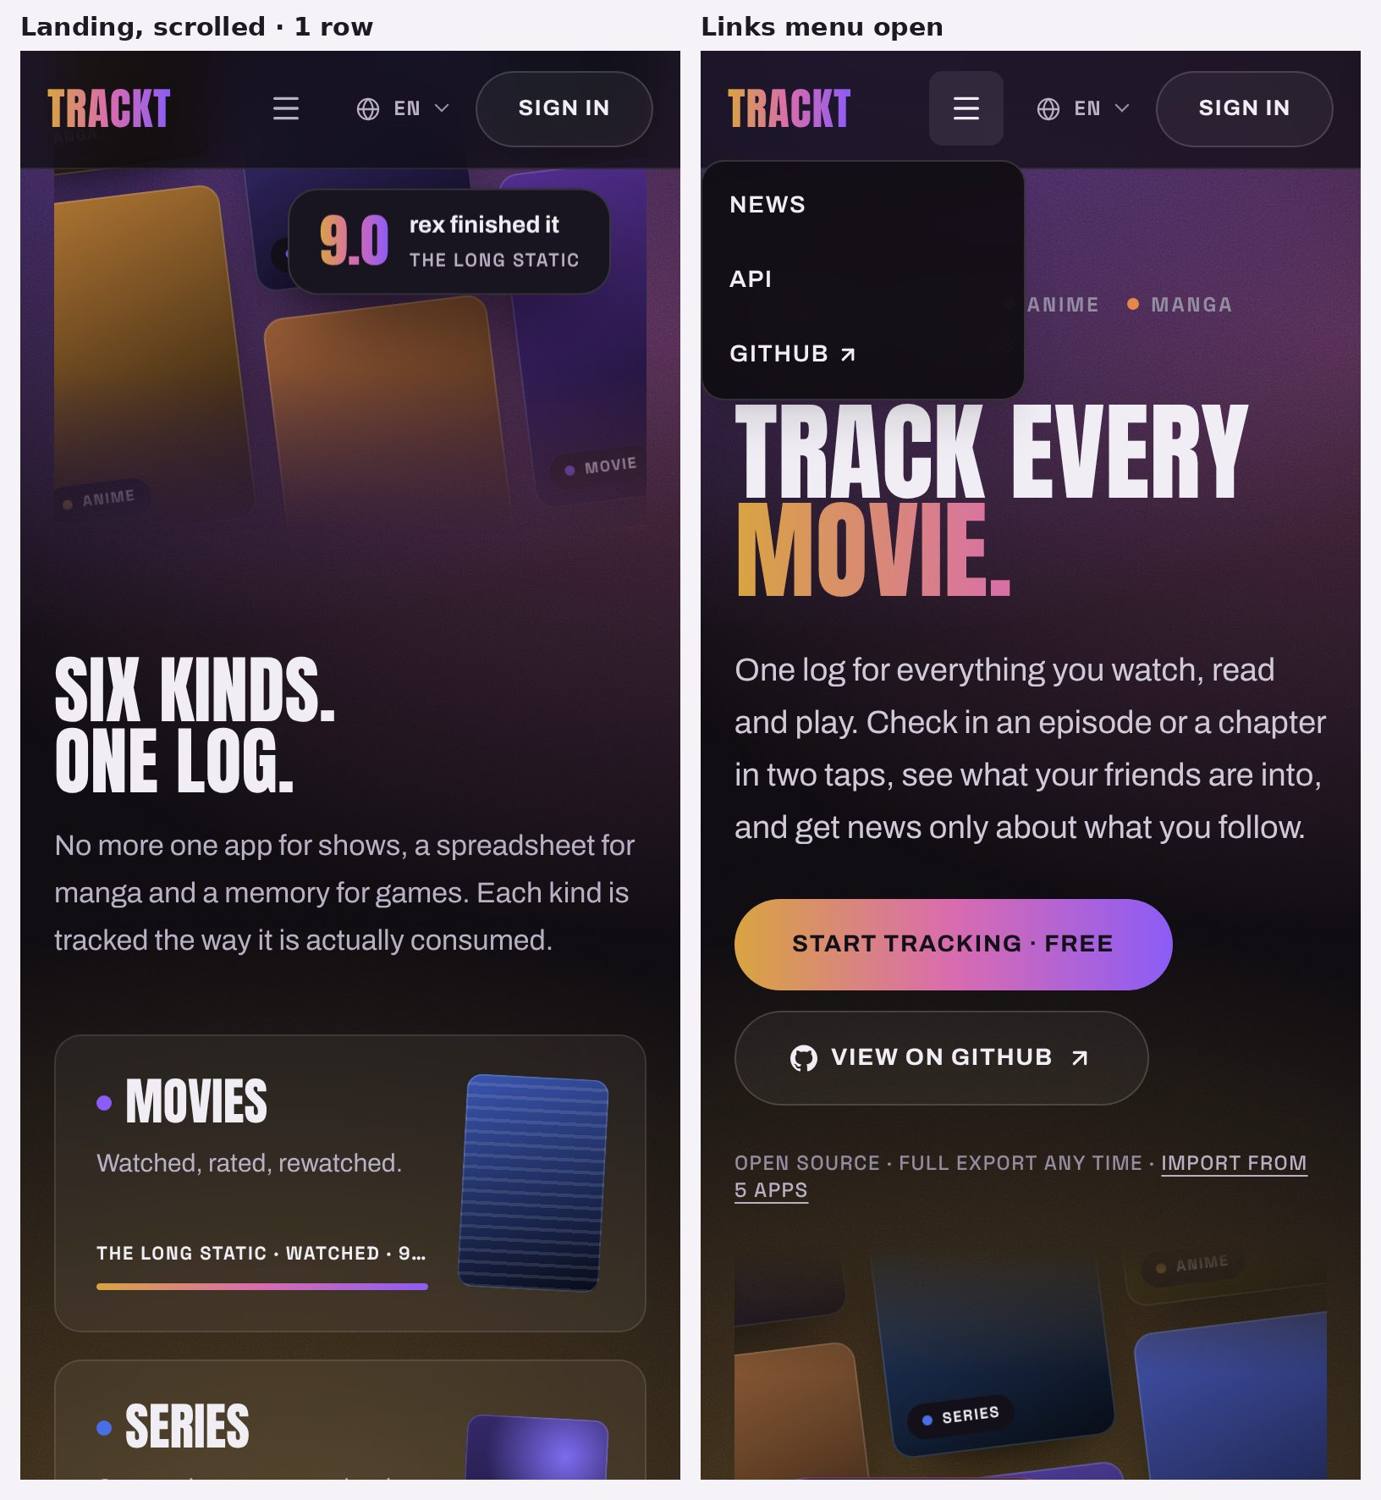 Landing, scrolled · 1 row
TRACKT
EN
SIGN IN
9.0
rex finished it
THE LONG STATIC
MOVIE
ANIME
SIX KINDS.
ONE LOG.
No more one app for shows, a spreadsheet for
manga and a memory for games. Each kind is
tracked the way it is actually consumed.
MOVIES
Watched, rated, rewatched.
THE LONG STATIC · WATCHED · 9…
SERIES
Links menu open
TRACKT
EN
SIGN IN
NEWS
API
GITHUB ↗
ANIME
MANGA
TRACK EVERY
MOVIE.
One log for everything you watch, read
and play. Check in an episode or a chapter
in two taps, see what your friends are into,
and get news only about what you follow.
START TRACKING · FREE
VIEW ON GITHUB ↗
OPEN SOURCE · FULL EXPORT ANY TIME · IMPORT FROM
5 APPS
ANIME
SERIES